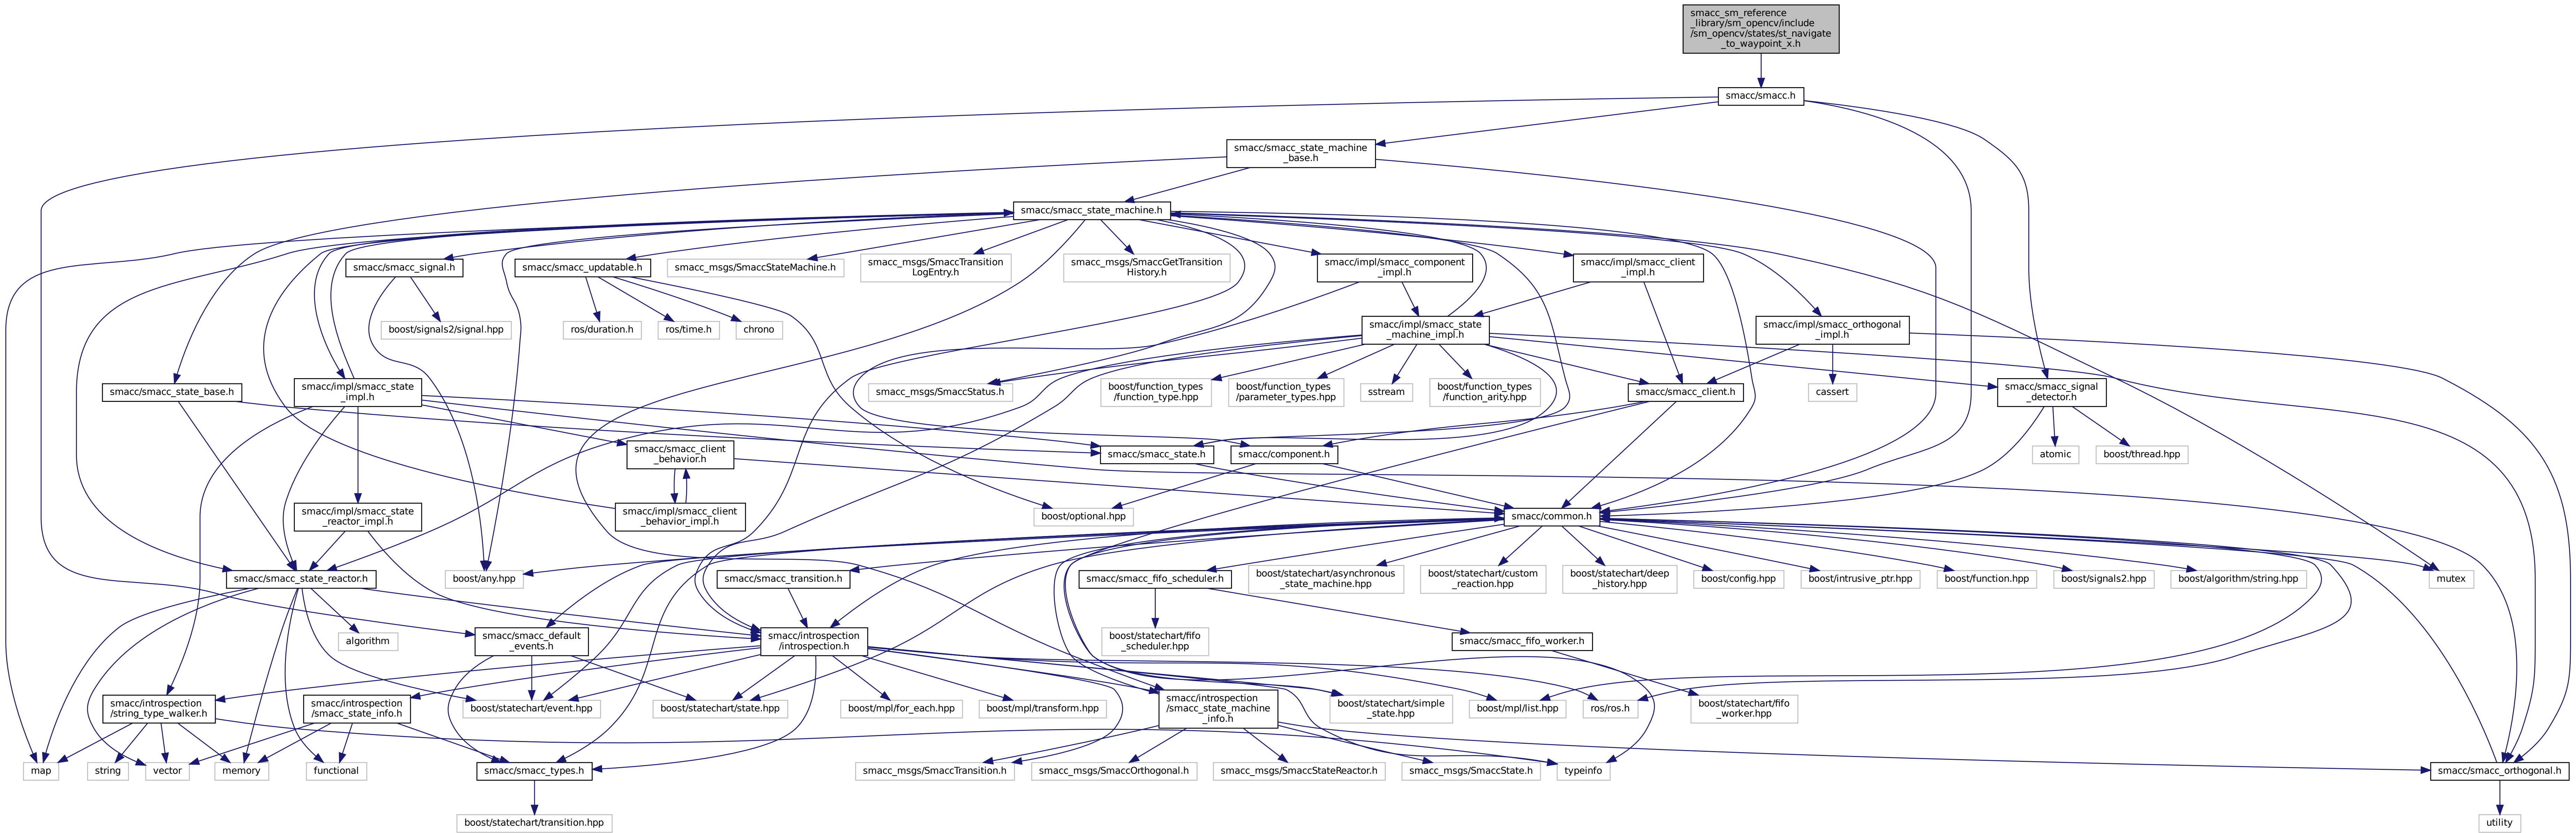 smacc_sm_reference
_library/sm_opencv/include
/sm_opencv/states/st_navigate
_to_waypoint_x.h
smacc/smacc.h
smacc/smacc_state_machine
_base.h
smacc/smacc_state_machine.h
smacc/smacc_signal.h
smacc/smacc_updatable.h
smacc_msgs/SmaccStateMachine.h
smacc_msgs/SmaccTransition
LogEntry.h
smacc_msgs/SmaccGetTransition
History.h
smacc/impl/smacc_component
_impl.h
smacc/impl/smacc_client
_impl.h
boost/signals2/signal.hpp
ros/duration.h
ros/time.h
chrono
smacc/impl/smacc_state
_machine_impl.h
smacc/impl/smacc_orthogonal
_impl.h
smacc/smacc_state_base.h
smacc/impl/smacc_state
_impl.h
smacc_msgs/SmaccStatus.h
boost/function_types
/function_type.hpp
boost/function_types
/parameter_types.hpp
sstream
boost/function_types
/function_arity.hpp
smacc/smacc_client.h
cassert
smacc/smacc_signal
_detector.h
smacc/smacc_client
_behavior.h
smacc/smacc_state.h
smacc/component.h
atomic
boost/thread.hpp
smacc/impl/smacc_state
_reactor_impl.h
smacc/impl/smacc_client
_behavior_impl.h
boost/optional.hpp
smacc/common.h
smacc/smacc_state_reactor.h
boost/any.hpp
smacc/smacc_transition.h
smacc/smacc_fifo_scheduler.h
boost/statechart/asynchronous
_state_machine.hpp
boost/statechart/custom
_reaction.hpp
boost/statechart/deep
_history.hpp
boost/config.hpp
boost/intrusive_ptr.hpp
boost/function.hpp
boost/signals2.hpp
boost/algorithm/string.hpp
mutex
algorithm
smacc/smacc_default
_events.h
smacc/introspection
/introspection.h
boost/statechart/fifo
_scheduler.hpp
smacc/smacc_fifo_worker.h
smacc/introspection
/string_type_walker.h
smacc/introspection
/smacc_state_info.h
boost/statechart/event.hpp
boost/statechart/state.hpp
boost/mpl/for_each.hpp
boost/mpl/transform.hpp
smacc/introspection
/smacc_state_machine
_info.h
boost/statechart/simple
_state.hpp
boost/mpl/list.hpp
ros/ros.h
boost/statechart/fifo
_worker.hpp
map
string
vector
memory
functional
smacc/smacc_types.h
smacc_msgs/SmaccTransition.h
smacc_msgs/SmaccOrthogonal.h
smacc_msgs/SmaccStateReactor.h
smacc_msgs/SmaccState.h
typeinfo
smacc/smacc_orthogonal.h
boost/statechart/transition.hpp
utility